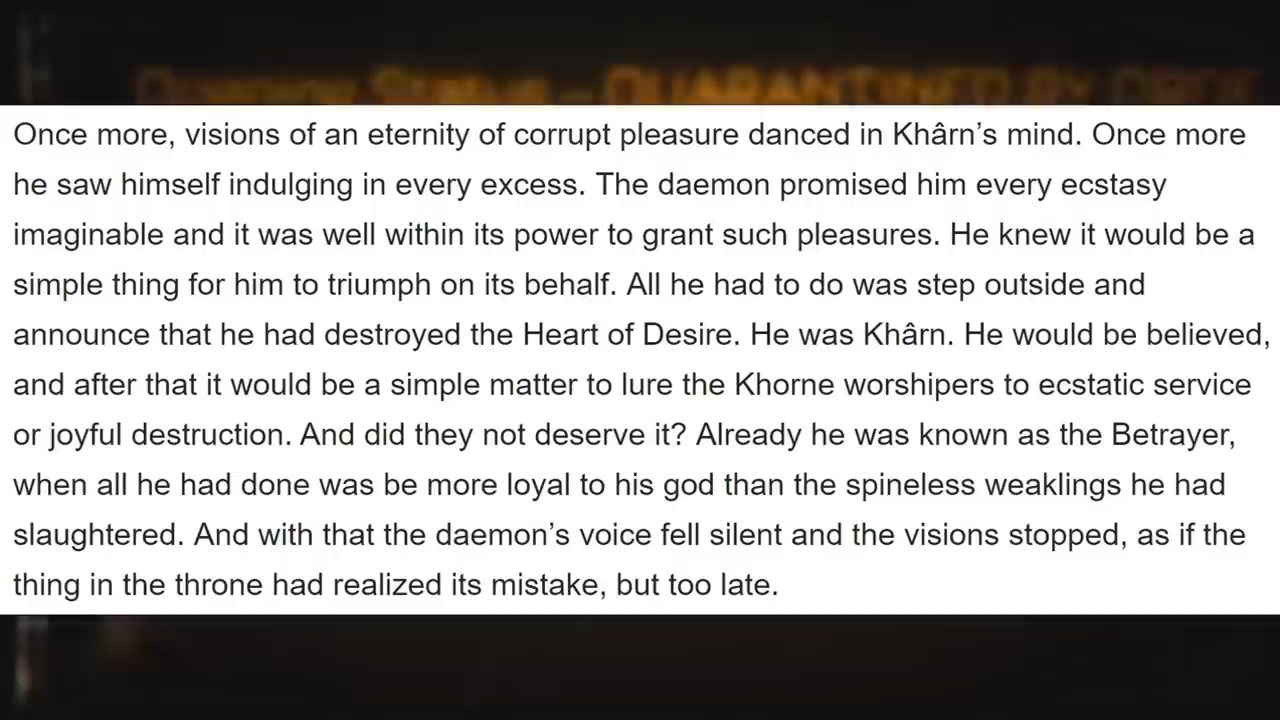 Opening Status – QUARANTINED BY ORDE
Once more, visions of an eternity of corrupt pleasure danced in Khârn’s mind. Once more
he saw himself indulging in every excess. The daemon promised him every ecstasy
imaginable and it was well within its power to grant such pleasures. He knew it would be a
simple thing for him to triumph on its behalf. All he had to do was step outside and
announce that he had destroyed the Heart of Desire. He was Khârn. He would be believed,
and after that it would be a simple matter to lure the Khorne worshipers to ecstatic service
or joyful destruction. And did they not deserve it? Already he was known as the Betrayer,
when all he had done was be more loyal to his god than the spineless weaklings he had
slaughtered. And with that the daemon’s voice fell silent and the visions stopped, as if the
thing in the throne had realized its mistake, but too late.